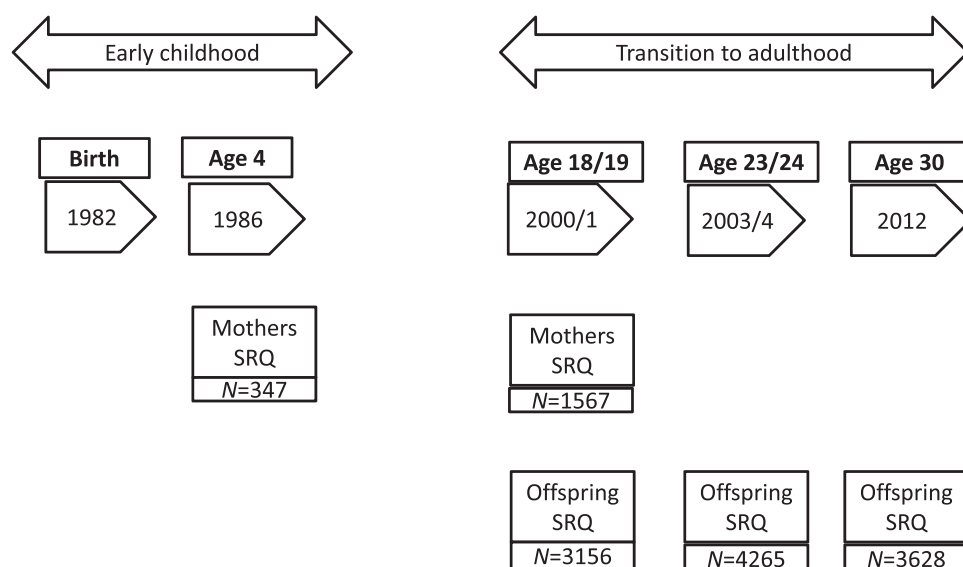 Early childhood
Transition to adulthood
Birth
Age 4
Age 18/19
Age 23/24
Age 30
1982
1986
2000/1
2003/4
2012
Mothers
SRQ
N=347
Mothers
SRQ
N=1567
Offspring
SRQ
N=3156
Offspring
SRQ
N=4265
Offspring
SRQ
N=3628